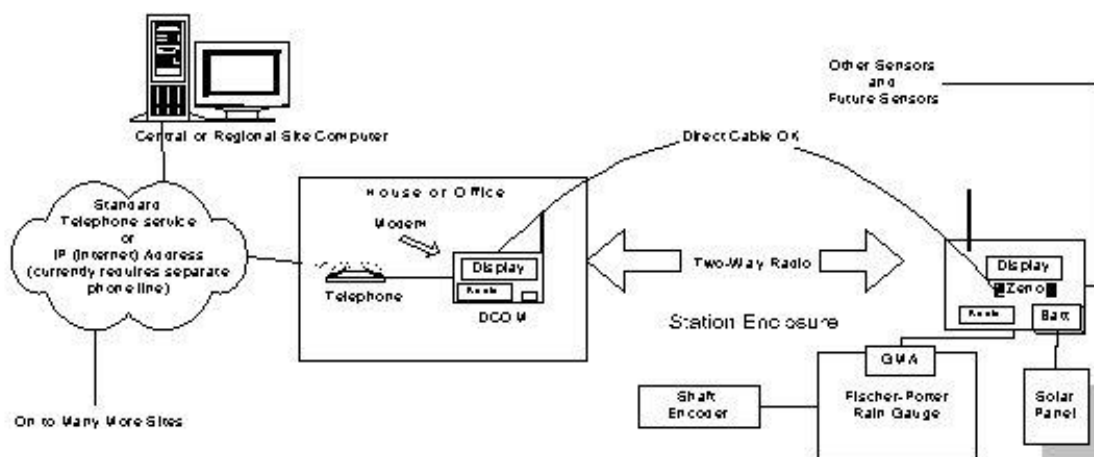 Central or Regional Site Computer
Standard
Telephone service
or
IP (Internet) Address
(currently requires separate
phone line)
On to Many More Sites
House or Office
Modem
Display
Radio
Telephone
DCOM
Direct Cable OK
Two-Way Radio
Other Sensors
and
Future Sensors
Display
Zeno
Radio
Batt
Station Enclosure
GMA
Shaft
Encoder
Fischer-Porter
Rain Gauge
Solar
Panel